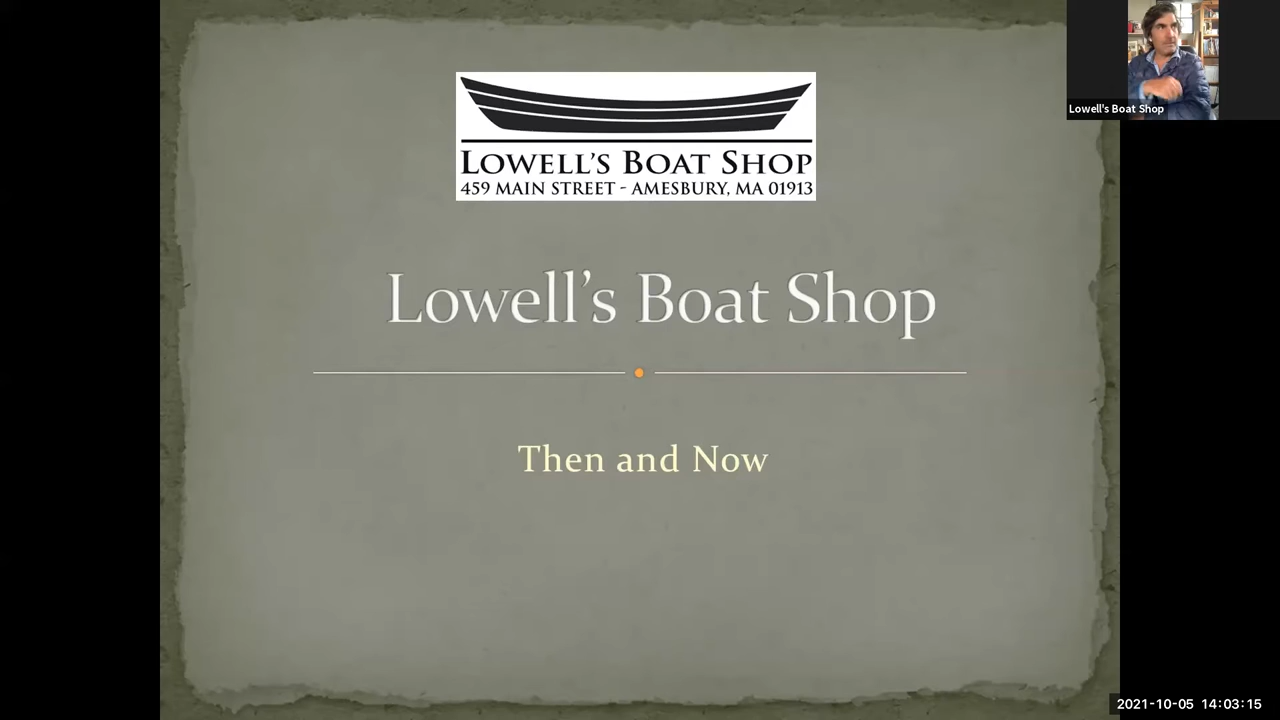 LOWELL'S BOAT SHOP
459 MAIN STREET - AMESBURY, MA 01913
Lowell's Boat Shop
Lowell’s Boat Shop
Then and Now
2021-10-05 14:03:15